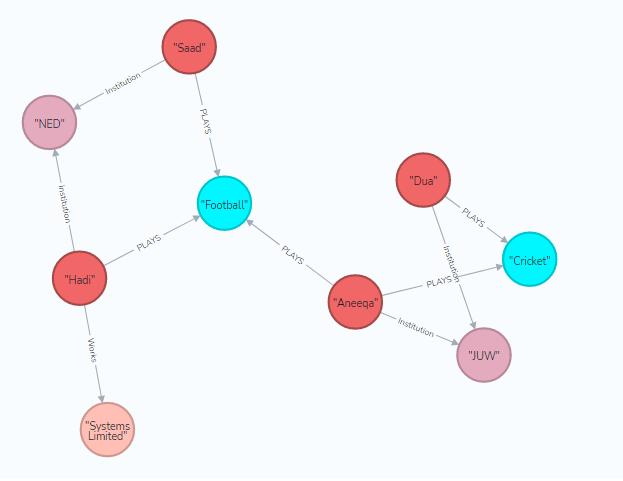 "Saad"
Institution
"NED"
PLAYS
"Dua"
"Football"
Institution
PLAYS
PLAYS
PLAYS
Institution
"Cricket"
"Hadi"
PLAYS
"Aneeqa"
Institution
Works
"JUW"
"Systems
Limited"